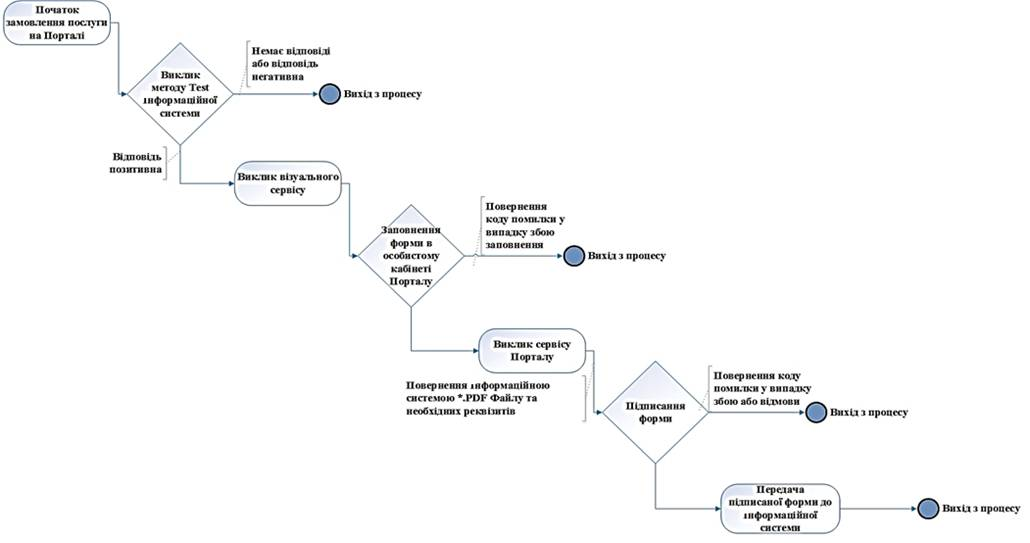 Початок
замовлення послуги
на Порталі
Виклик
методу Test
інформаційної
системи
Немає відповіді
або відповідь
негативна
Вихід з процесу
Відповідь
позитивна
Виклик візуального
сервісу
Заповнення
форми в
особистому
кабінеті
Порталу
Повернення
коду помилки у
випадку збою
заповнення
Вихід з процесу
Виклик сервісу
Порталу
Повернення інформаційною
системою *.PDF Файлу та
необхідних реквізитів
Підписання
форми
Повернення коду
помилки у випадку
збою або відмови
Вихід з процесу
Передача
підписаної форми до
інформаційної
системи
Вихід з процесу